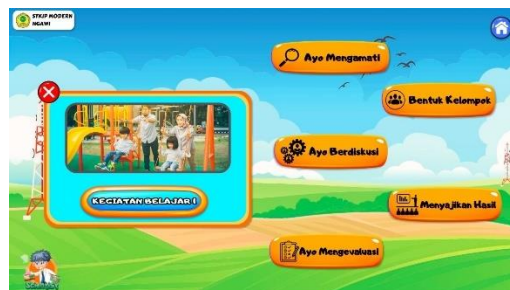 STKIP MODERN
NGAWI
Ayo Mengamati
Bentuk Kelompok
Ayo Berdiskusi
KEGIATAN BELAJAR 1
Menyajikan Hasil
Ayo Mengevaluasi